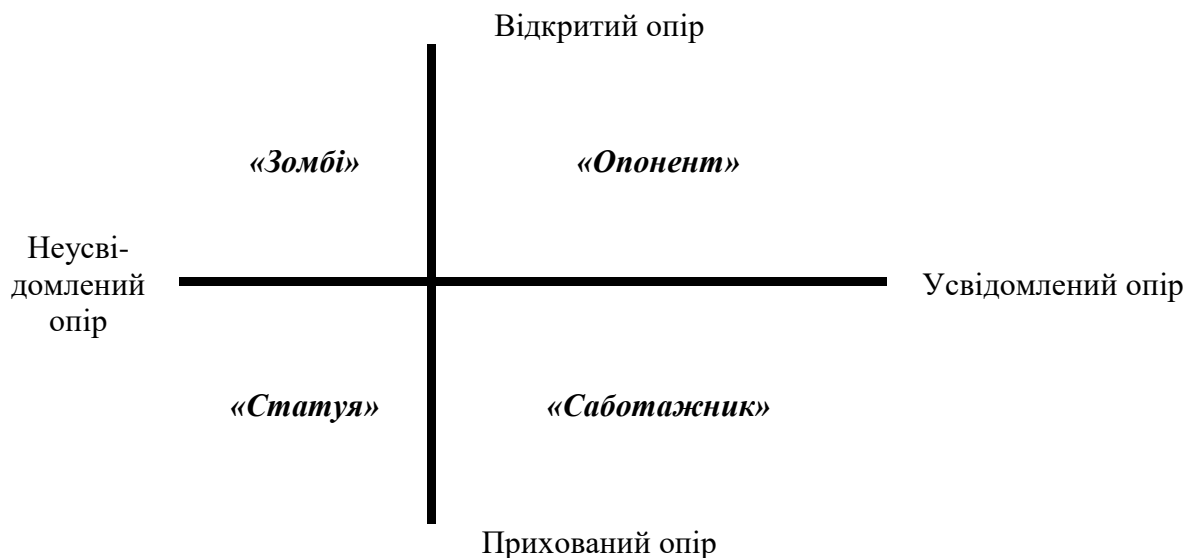 Відкритий опір
«Зомбі»
«Опонент»
Неусві-
домлений
опір
Усвідомлений опір
«Статуя»
«Саботажник»
Прихований опір